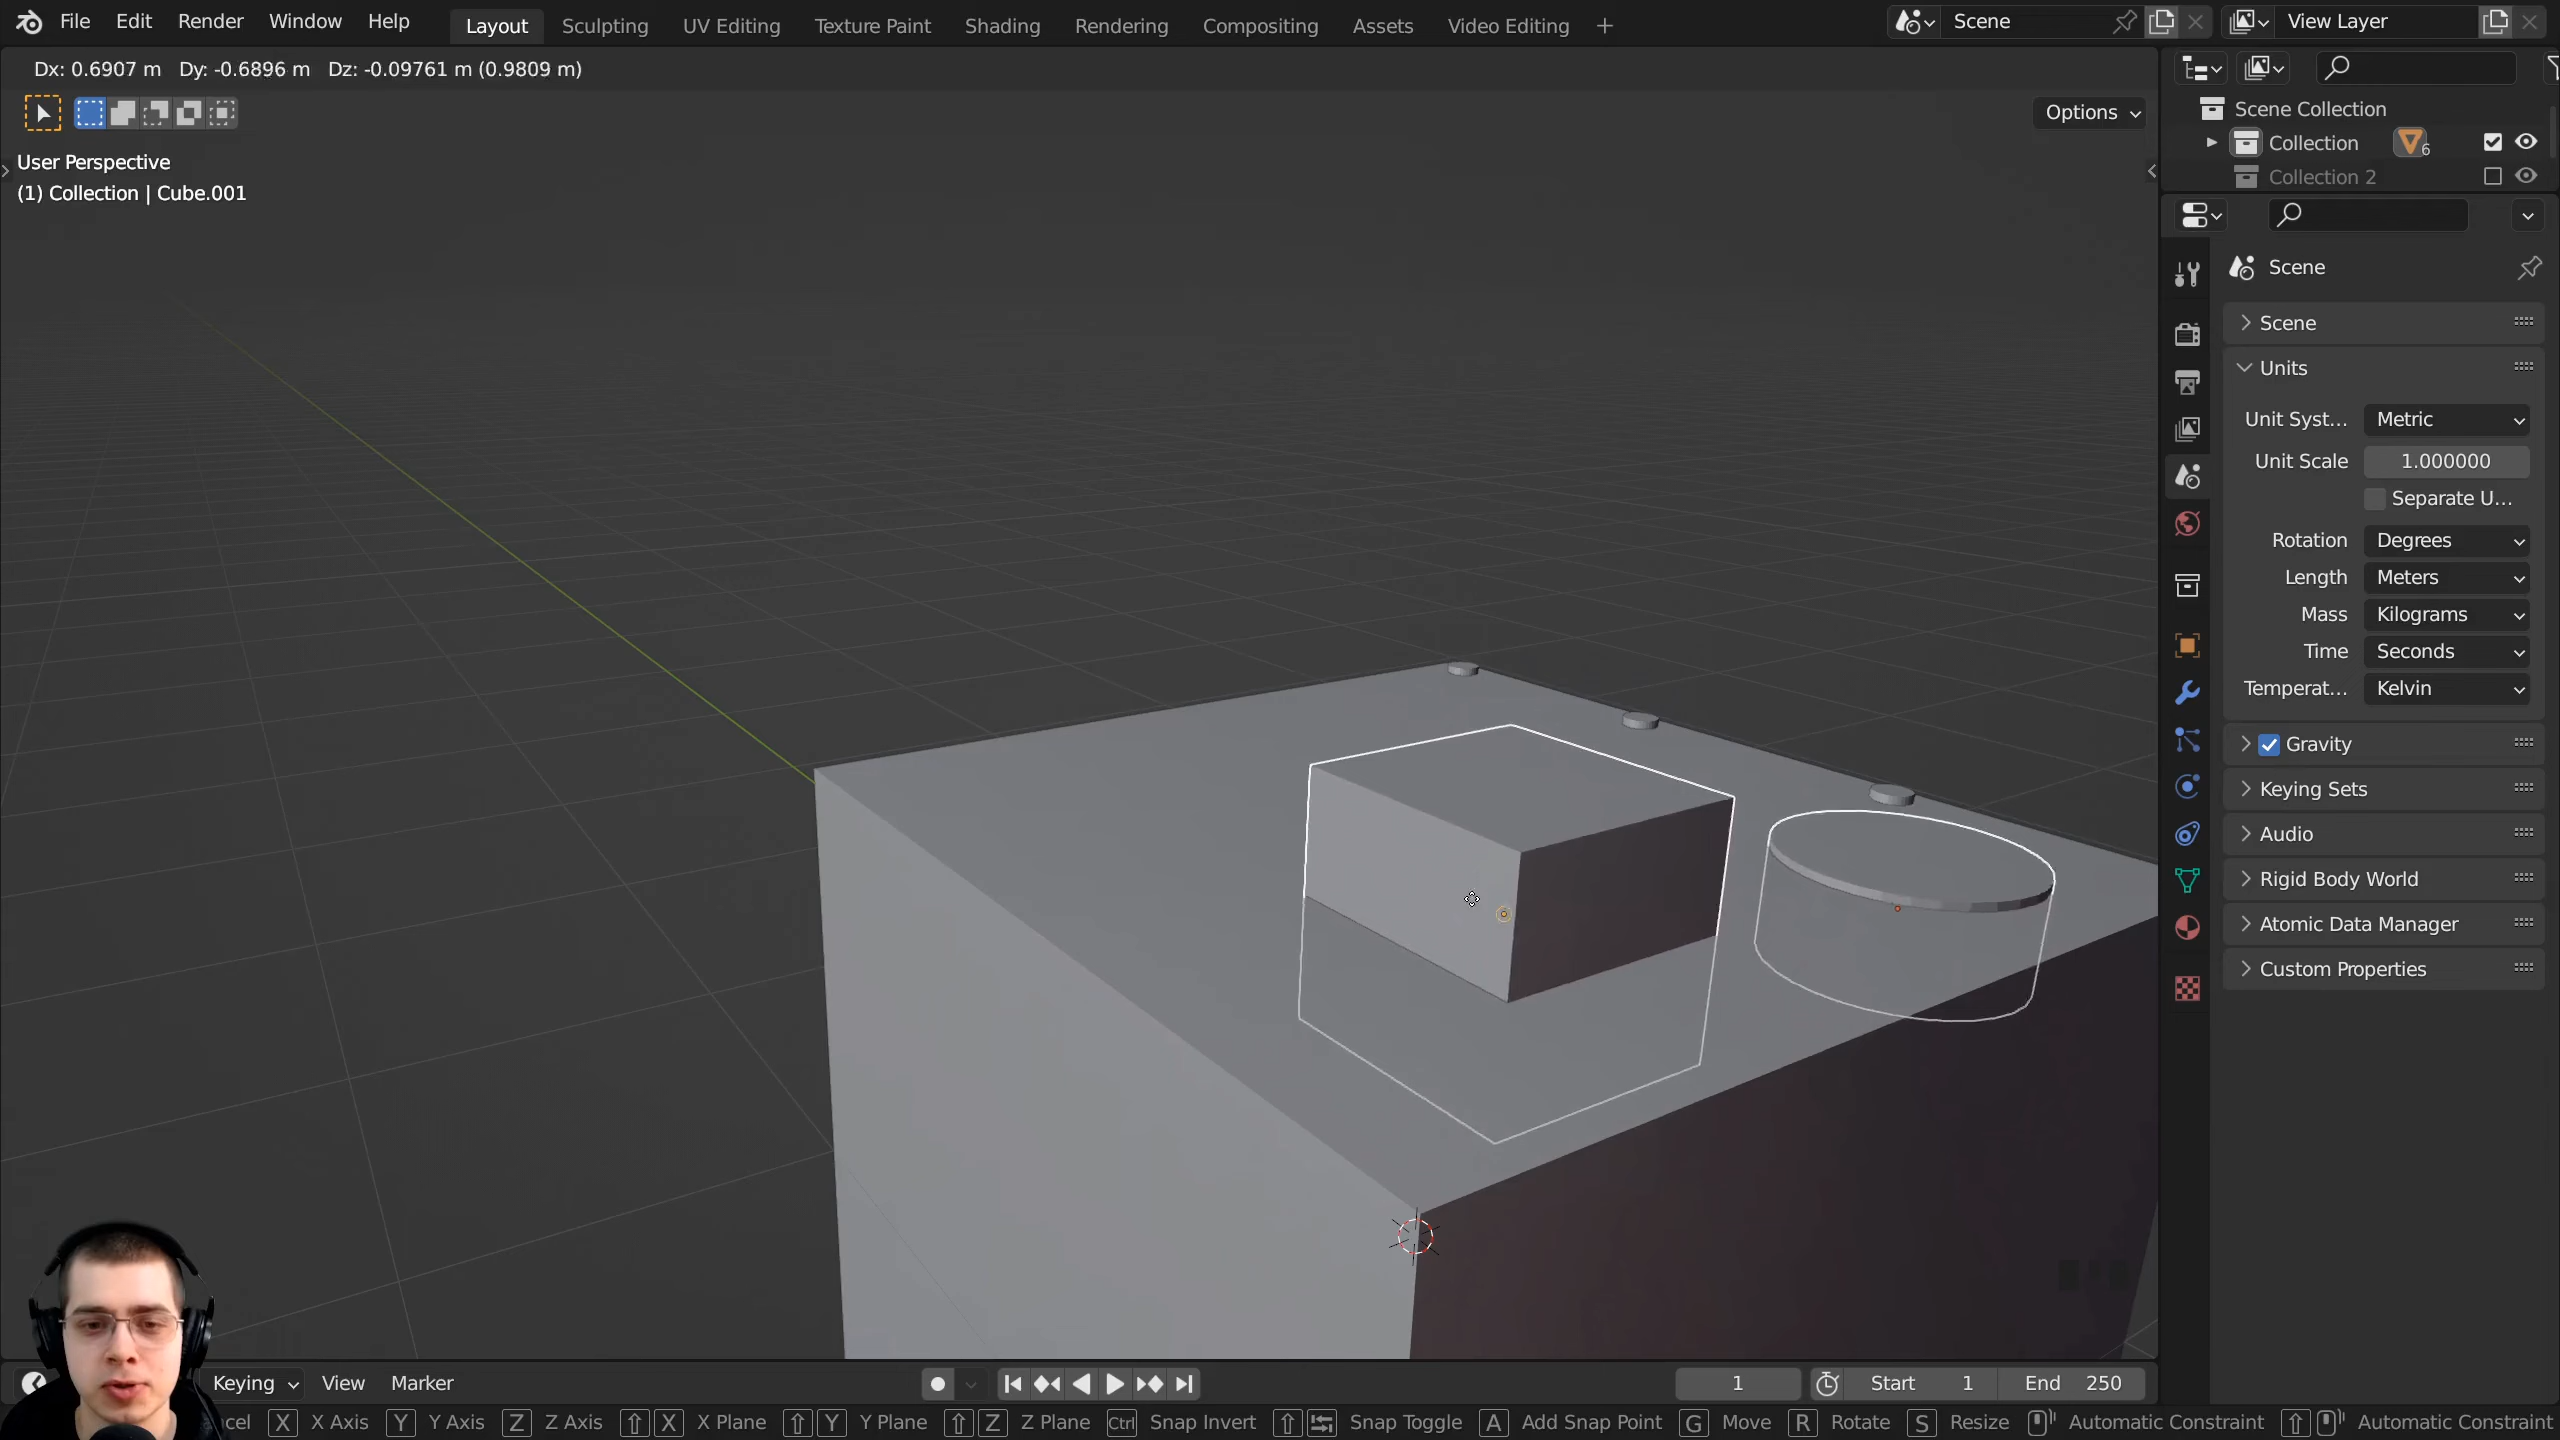 File Edit Render Window Help
Layout Sculpting UV Editing Texture Paint Shading Rendering Compositing Assets Video Editing +
Scene
View Layer
Dx: 0.6907 m Dy: -0.6896 m Dz: -0.09761 m (0.9809 m)
Options
User Perspective
(1) Collection | Cube.001
Scene Collection
Collection 6
Collection 2
Scene
Scene
Units
Unit Syst... Metric
Unit Scale 1.000000
Separate U...
Rotation Degrees
Length Meters
Mass Kilograms
Time Seconds
Temperat... Kelvin
Gravity
Keying Sets
Audio
Rigid Body World
Atomic Data Manager
Custom Properties
Keying View Marker
1 Start 1 End 250
ancel X X Axis Y Y Axis Z Z Axis X X Plane Y Y Plane Z Z Plane Ctrl Snap Invert Snap Toggle A Add Snap Point G Move R Rotate S Resize Automatic Constraint Automatic Constraint